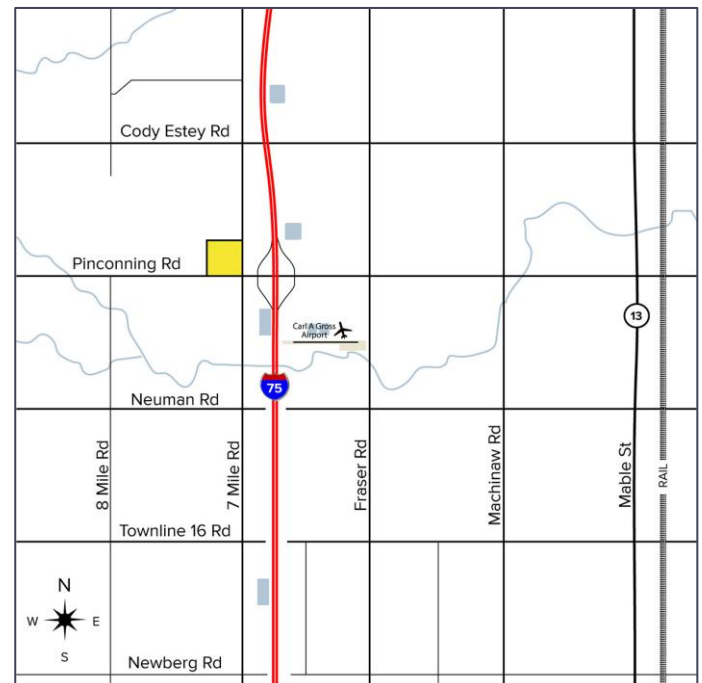 Cody Estey Rd
Pinconning Rd
13
Carl A Gross
Airport
75
Neuman Rd
8 Mile Rd
7 Mile Rd
Fraser Rd
Machinaw Rd
Mable St
RAIL
Townline 16 Rd
N
W
E
S
Newberg Rd